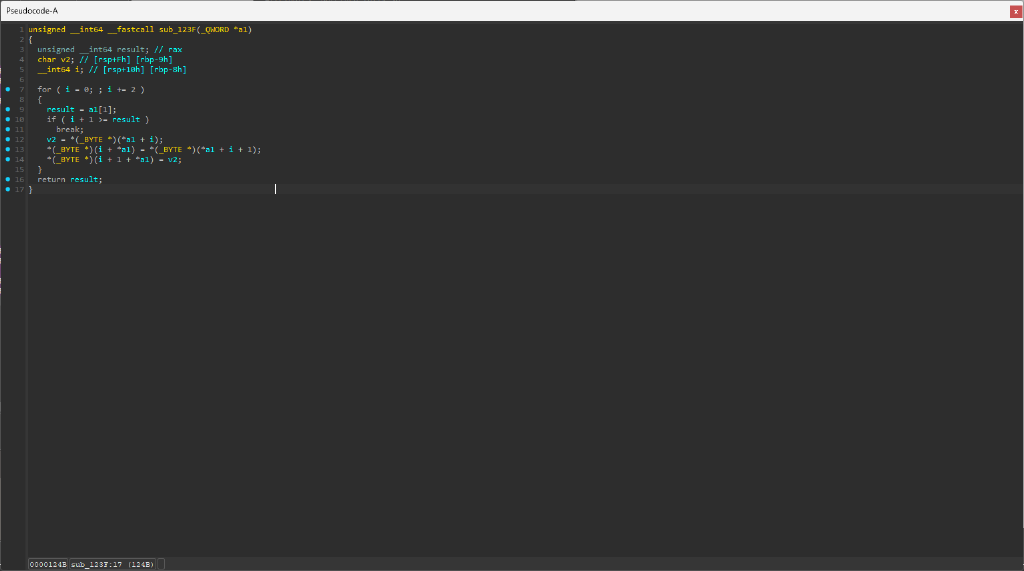 Pseudocode-A
x
1 unsigned __int64 __fastcall sub_123F(_QWORD *a1)
2 {
3 unsigned __int64 result; // rax
4 char v2; // [rsp+Fh] [rbp-9h]
5 __int64 i; // [rsp+10h] [rbp-8h]
6
7 for ( i = 0; ; i += 2 )
8 {
9 result = a1[1];
10 if ( i + 1 >= result )
11 break;
12 v2 = *(_BYTE *)(*a1 + i);
13 *(_BYTE *)(i + *a1) = *(_BYTE *)(*a1 + i + 1);
14 *(_BYTE *)(i + 1 + *a1) = v2;
15 }
16 return result;
17 }
0000124B sub_123F:17 (124B)